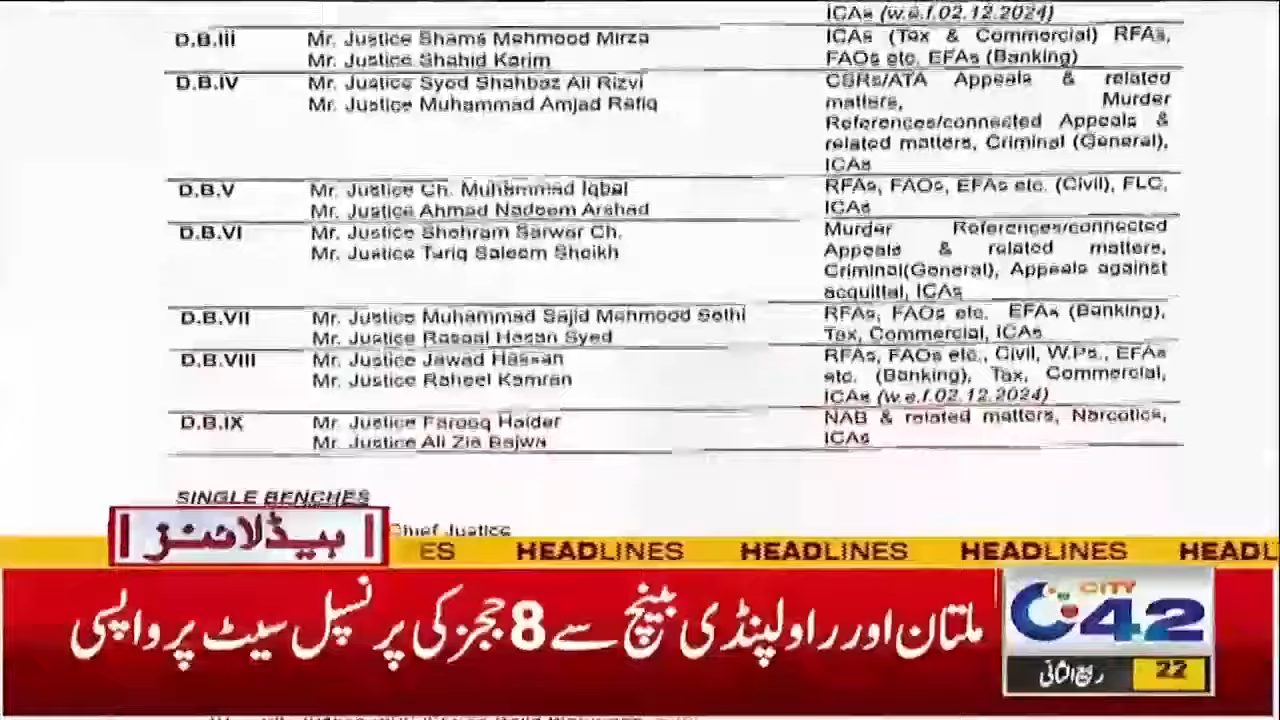 ICAs (w.e.f.02.12.2024)
D.B.III Mr. Justice Shams Mehmood Mirza ICAs (Tax & Commercial) RFAs,
Mr. Justice Shahid Karim FAOs etc. EFAs (Banking)
D.B.IV Mr. Justice Syed Shahbaz Ali Rizvi CSRs/ATA Appeals & related
Mr. Justice Muhammad Amjad Rafiq matters, Murder
References/connected Appeals &
related matters, Criminal (General),
ICAs
D.B.V Mr. Justice Ch. Muhammad Iqbal RFAs, FAOs, EFAs etc. (Civil), FLC,
Mr. Justice Ahmad Nadeem Arshad ICAs
D.B.VI Mr. Justice Shehram Sarwar Ch. Murder References/connected
Mr. Justice Tariq Saleem Sheikh Appeals & related matters,
Criminal(General), Appeals against
acquittal, ICAs
D.B.VII Mr. Justice Muhammad Sajid Mehmood Sethi RFAs, FAOs etc. EFAs (Banking),
Mr. Justice Rasaal Hasan Syed Tax, Commercial, ICAs
D.B.VIII Mr. Justice Jawad Hassan RFAs, FAOs etc., Civil, W.Ps., EFAs
Mr. Justice Raheel Kamran etc. (Banking), Tax, Commercial,
ICAs (w.e.f.02.12.2024)
D.B.IX Mr. Justice Farooq Haider NAB & related matters, Narcotics,
Mr. Justice Ali Zia Bajwa ICAs
SINGLE BENCHES
Chief Justice
ہیڈلائنز
ES HEADLINES HEADLINES HEADLINES HEADL
ملتان اور راولپنڈی بینچ سے 8 ججز کی پرنسپل سیٹ پر واپسی
CITY
42
ربیع الثانی 22